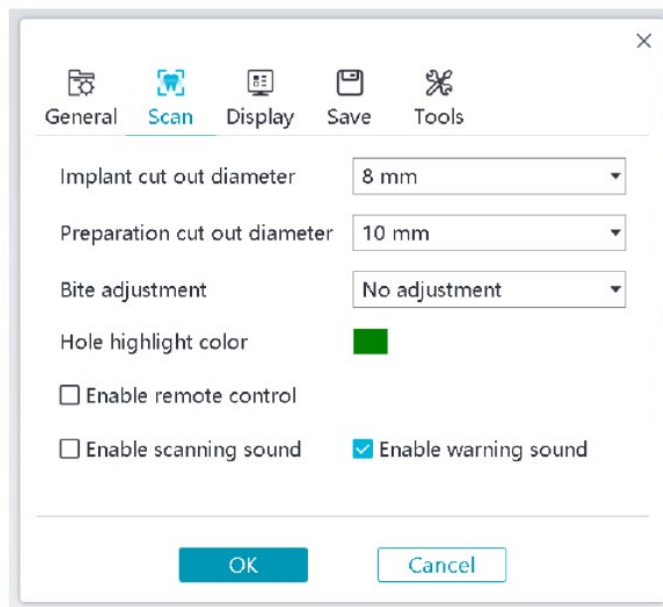 General Scan Display Save Tools
Implant cut out diameter 8 mm
Preparation cut out diameter 10 mm
Bite adjustment No adjustment
Hole highlight color
Enable remote control
Enable scanning sound Enable warning sound
OK Cancel